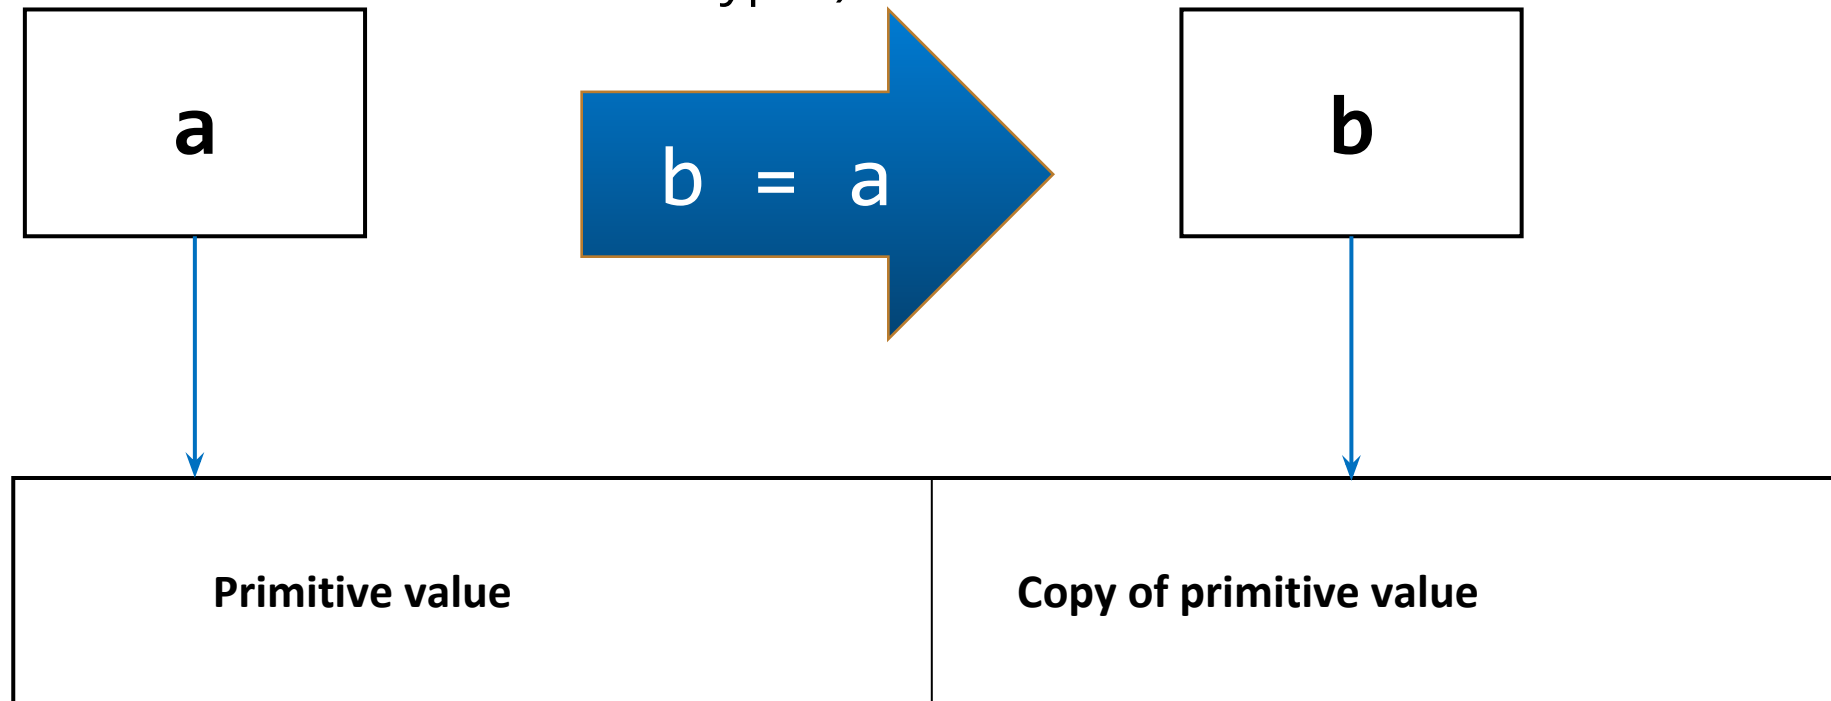 a
b = a
b
Primitive value
Copy of primitive value